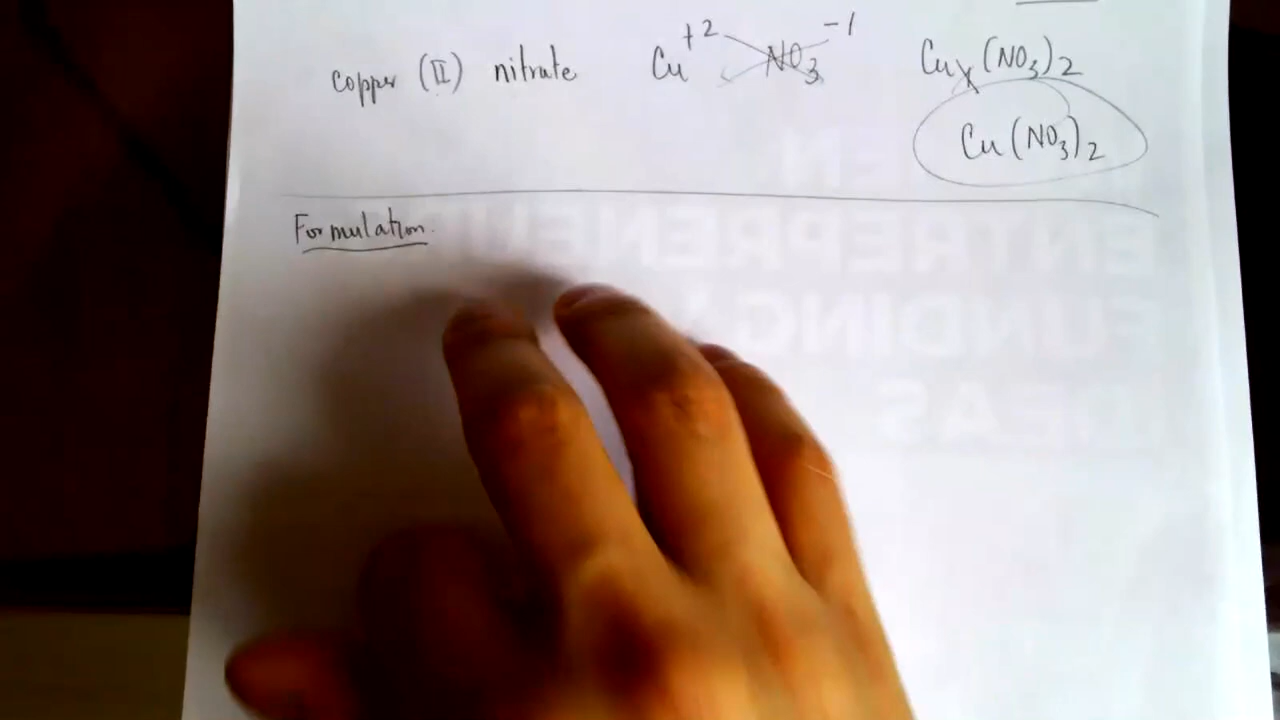 copper (II) nitrate Cu+2 NO3-1 Cux(NO3)2
Cu(NO3)2
Formulation.